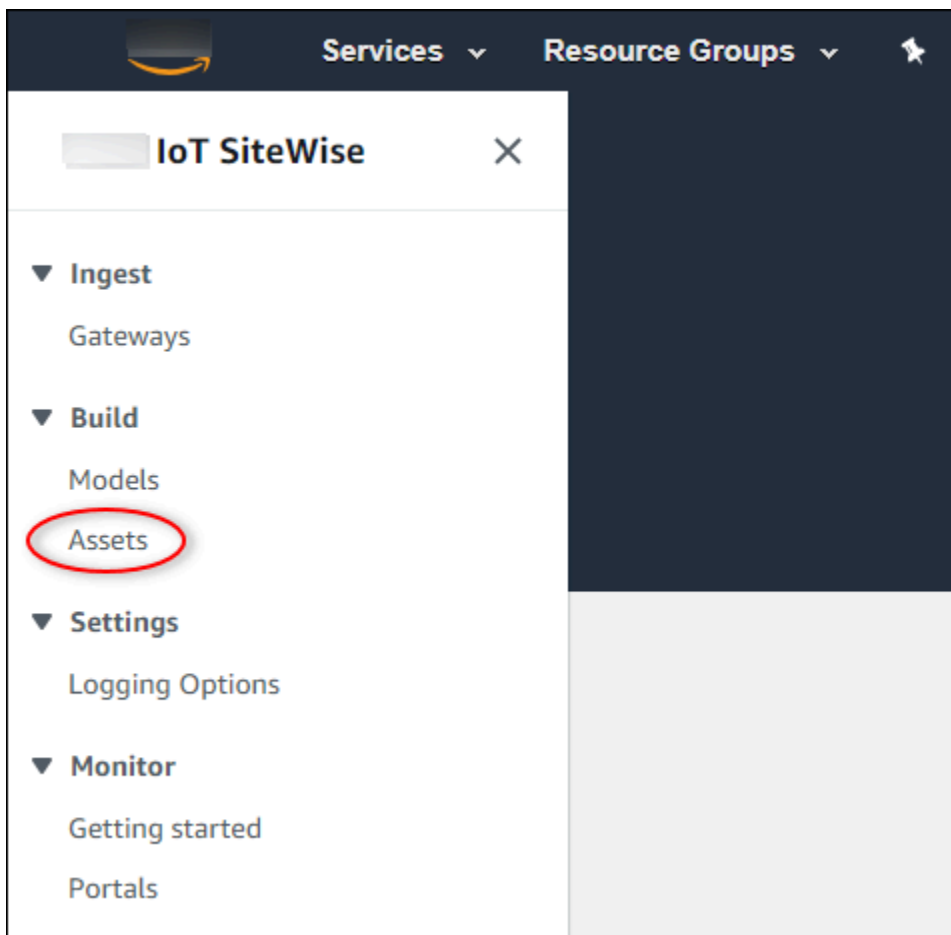 Services Resource Groups
IoT SiteWise
Ingest
Gateways
Build
Models
Assets
Settings
Logging Options
Monitor
Getting started
Portals